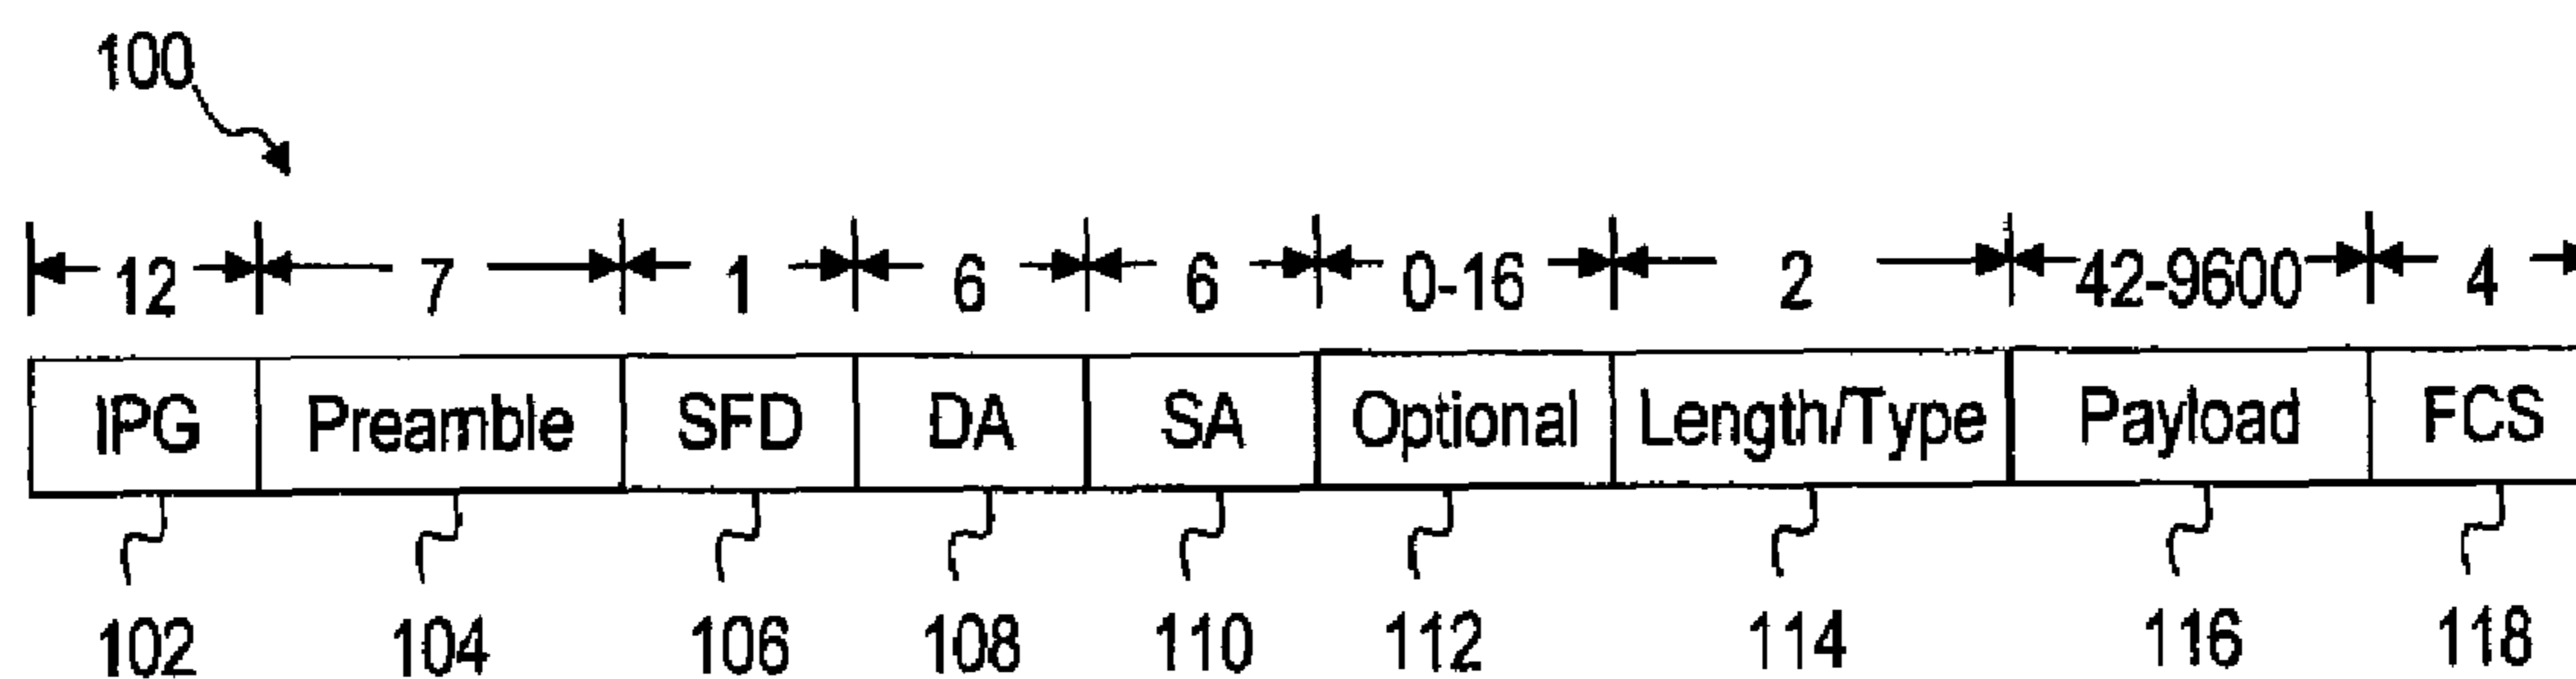 100
12 7 1 6 6 0-16 2 42-9600 4
IPG Preamble SFD DA SA Optional Length/Type Payload FCS
102 104 106 108 110 112 114 116 118